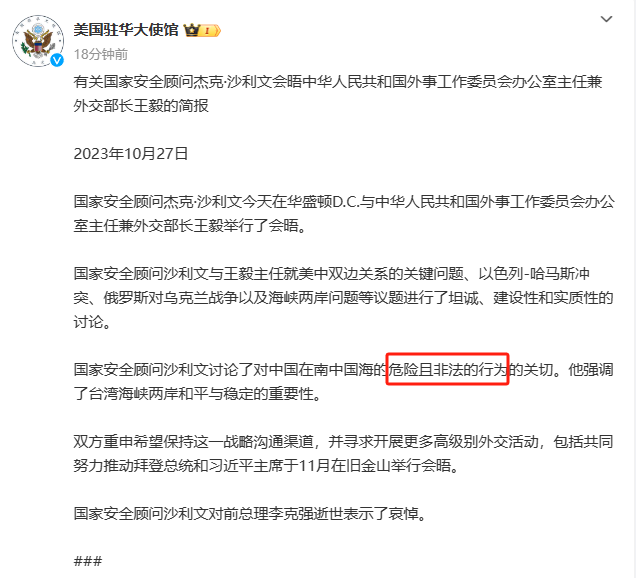 美国驻华大使馆
18分钟前
有关国家安全顾问杰克·沙利文会晤中华人民共和国外事工作委员会办公室主任兼
外交部长王毅的简报
2023年10月27日
国家安全顾问杰克·沙利文今天在华盛顿D.C.与中华人民共和国外事工作委员会办公
室主任兼外交部长王毅举行了会晤。
国家安全顾问沙利文与王毅主任就美中双边关系的关键问题、以色列-哈马斯冲
突、俄罗斯对乌克兰战争以及海峡两岸问题等议题进行了坦诚、建设性和实质性的
讨论。
国家安全顾问沙利文讨论了对中国在南中国海的危险且非法的行为的关切。他强调
了台湾海峡两岸和平与稳定的重要性。
双方重申希望保持这一战略沟通渠道，并寻求开展更多高级别外交活动，包括共同
努力推动拜登总统和习近平主席于11月在旧金山举行会晤。
国家安全顾问沙利文对前总理李克强逝世表示了哀悼。
###